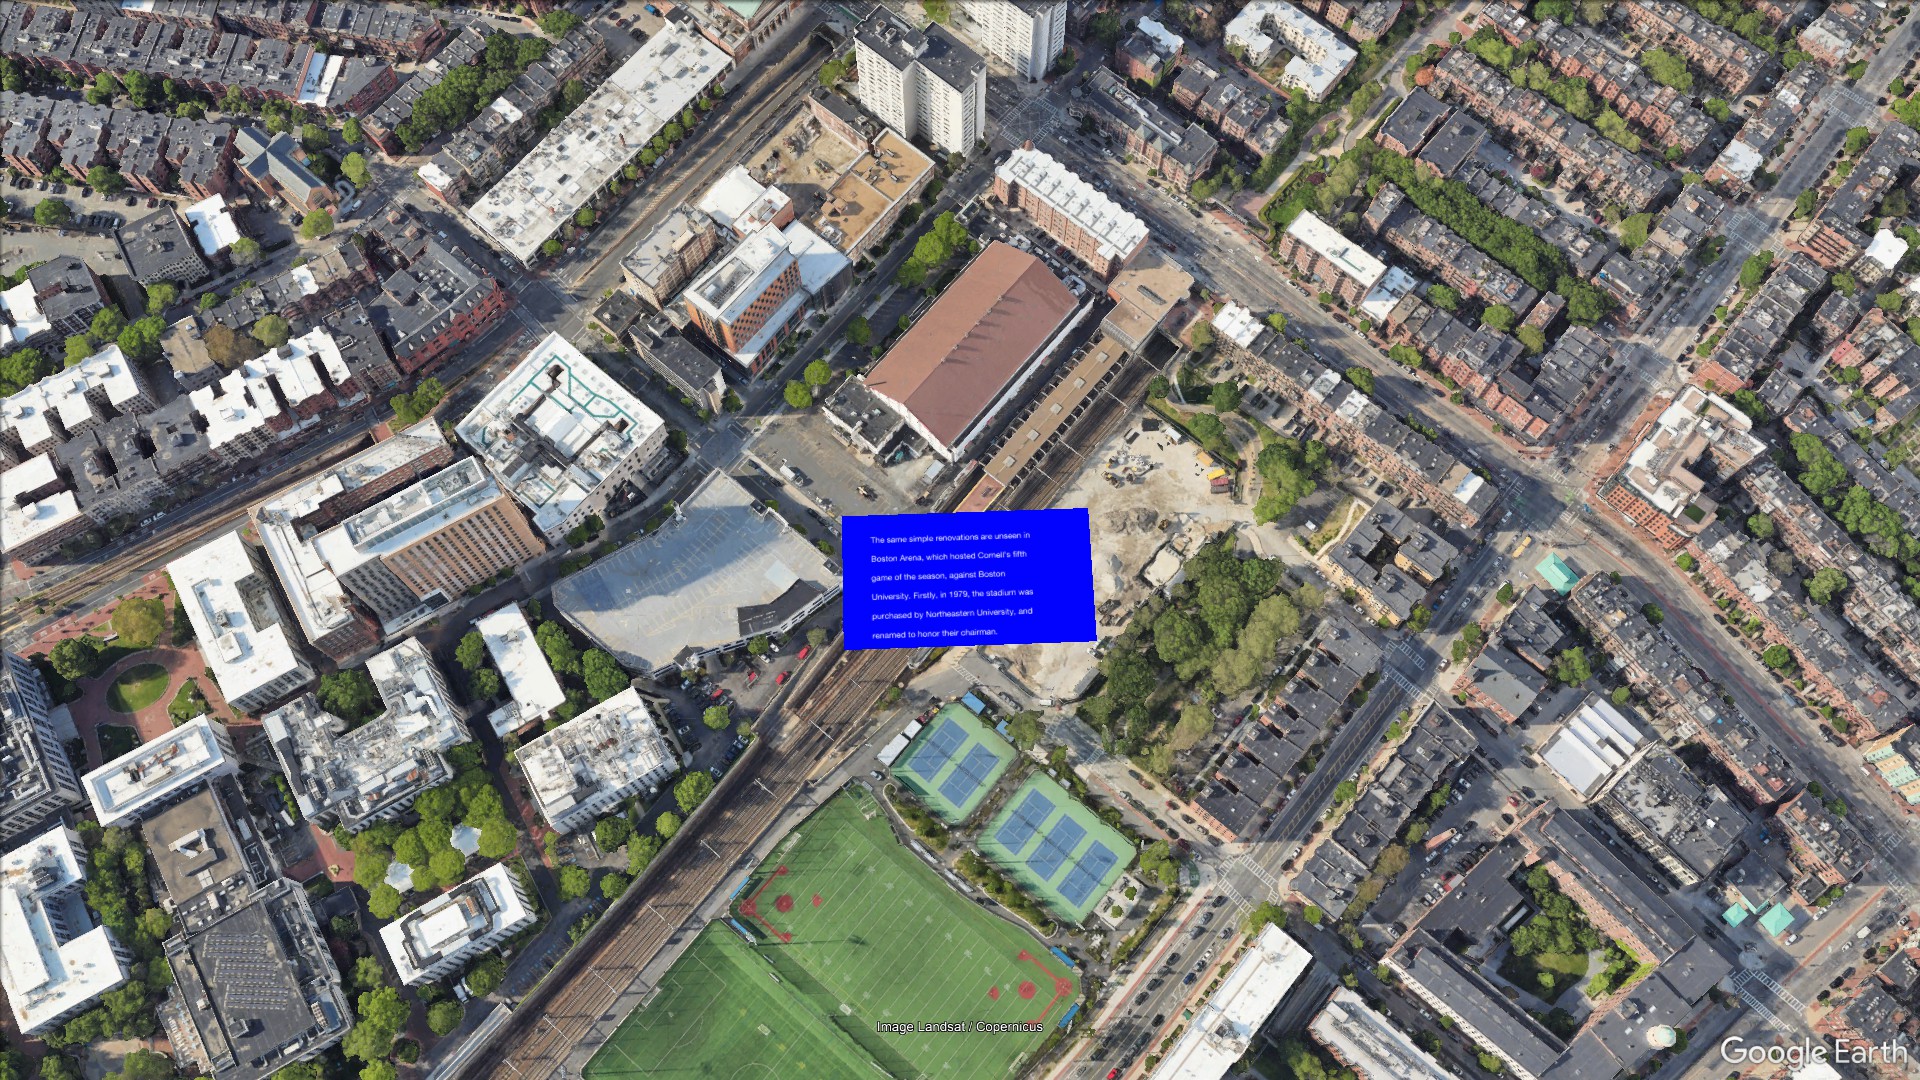 The same simple renovations are unseen in
Boston Arena, which hosted Cornell's fifth
game of the season, against Boston
University. Firstly, in 1979, the stadium was
purchased by Northeastern University, and
renamed to honor their chairman.
Image Landsat / Copernicus
Google Earth